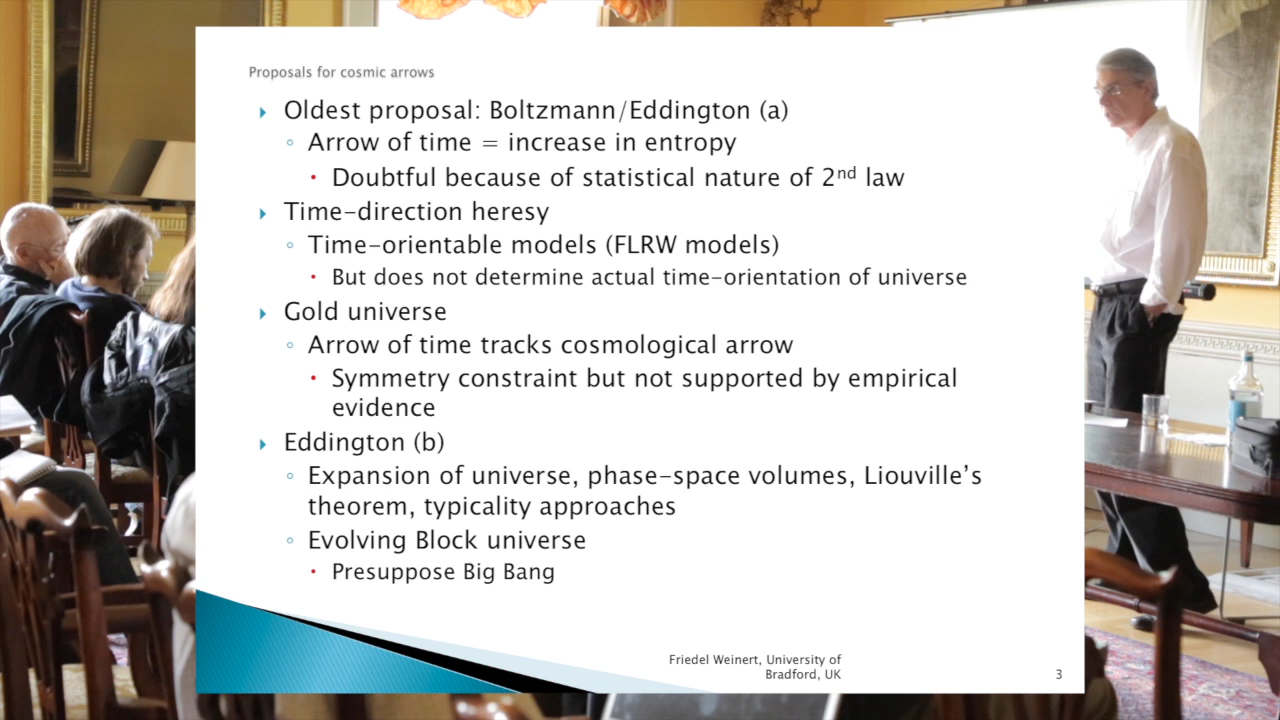 Proposals for cosmic arrows
Oldest proposal: Boltzmann/Eddington (a)
Arrow of time = increase in entropy
Doubtful because of statistical nature of 2nd law
Time-direction heresy
Time-orientable models (FLRW models)
But does not determine actual time-orientation of universe
Gold universe
Arrow of time tracks cosmological arrow
Symmetry constraint but not supported by empirical
evidence
Eddington (b)
Expansion of universe, phase-space volumes, Liouville's
theorem, typicality approaches
Evolving Block universe
Presuppose Big Bang
Friedel Weinert, University of
Bradford, UK
3